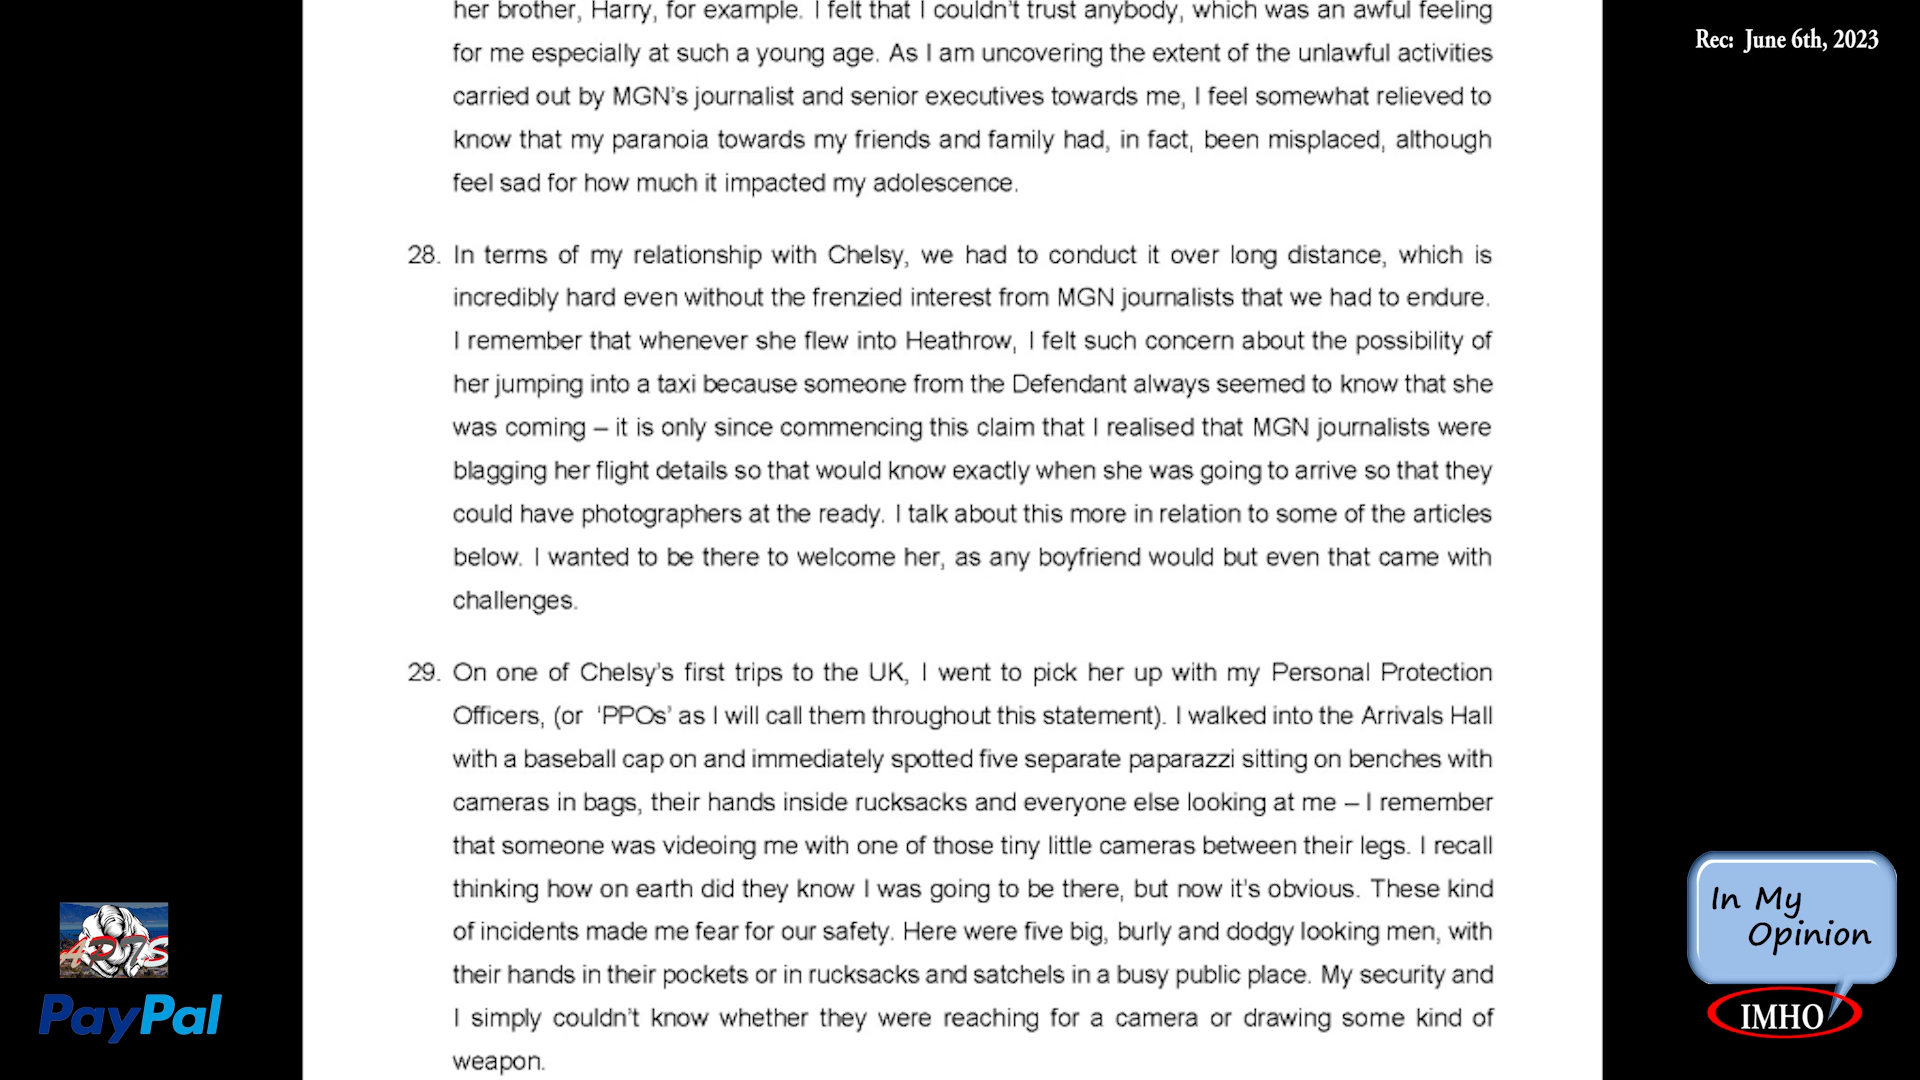 her brother, Harry, for example. I felt that I couldn't trust anybody, which was an awful feeling
for me especially at such a young age. As I am uncovering the extent of the unlawful activities
carried out by MGN's journalist and senior executives towards me, I feel somewhat relieved to
know that my paranoia towards my friends and family had, in fact, been misplaced, although
feel sad for how much it impacted my adolescence.
28. In terms of my relationship with Chelsy, we had to conduct it over long distance, which is
incredibly hard even without the frenzied interest from MGN journalists that we had to endure.
I remember that whenever she flew into Heathrow, I felt such concern about the possibility of
her jumping into a taxi because someone from the Defendant always seemed to know that she
was coming – it is only since commencing this claim that I realised that MGN journalists were
blagging her flight details so that would know exactly when she was going to arrive so that they
could have photographers at the ready. I talk about this more in relation to some of the articles
below. I wanted to be there to welcome her, as any boyfriend would but even that came with
challenges.
29. On one of Chelsy's first trips to the UK, I went to pick her up with my Personal Protection
Officers, (or 'PPOs' as I will call them throughout this statement). I walked into the Arrivals Hall
with a baseball cap on and immediately spotted five separate paparazzi sitting on benches with
cameras in bags, their hands inside rucksacks and everyone else looking at me – I remember
that someone was videoing me with one of those tiny little cameras between their legs. I recall
thinking how on earth did they know I was going to be there, but now it's obvious. These kind
of incidents made me fear for our safety. Here were five big, burly and dodgy looking men, with
their hands in their pockets or in rucksacks and satchels in a busy public place. My security and
I simply couldn't know whether they were reaching for a camera or drawing some kind of
weapon.
Rec: June 6th, 2023
PayPal
In My
Opinion
IMHO